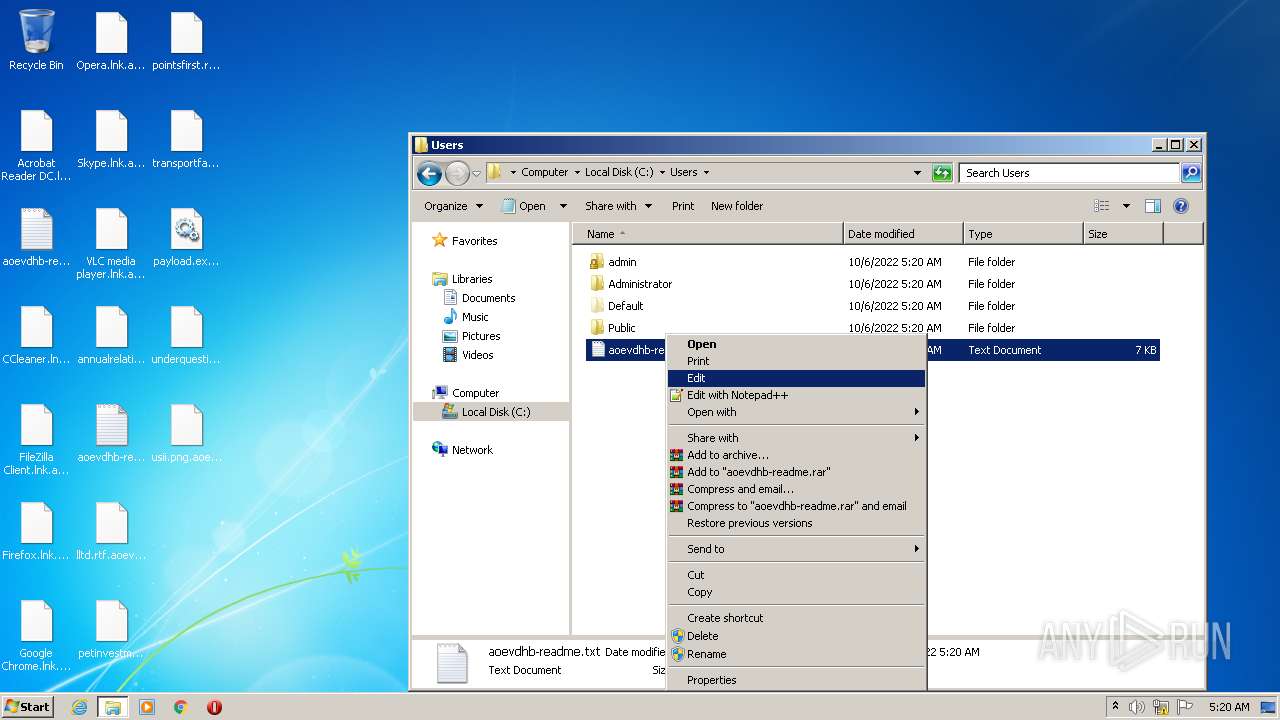 Recycle Bin
Opera.lnk.a...
pointsfirst.r...
Acrobat
Reader DC.l...
Skype.lnk.a...
transportfa...
aoevdhb-re...
VLC media
player.lnk.a...
payload.ex...
CCleaner.ln...
annualrelati...
underquesti...
FileZilla
Client.lnk.a...
aoevdhb-re...
usii.png.aoe...
Firefox.lnk....
lltd.rtf.aoev...
Google
Chrome.lnk....
petinvestm...
Users
Computer
Local Disk (C:)
Users
Search Users
Organize
Open
Share with
Print
New folder
Favorites
Libraries
Documents
Music
Pictures
Videos
Computer
Local Disk (C:)
Network
Name
Date modified
Type
Size
admin
10/6/2022 5:20 AM
File folder
Administrator
10/6/2022 5:20 AM
File folder
Default
10/6/2022 5:20 AM
File folder
Public
10/6/2022 5:20 AM
File folder
aoevdhb-re
AM
Text Document
7 KB
Open
Print
Edit
Edit with Notepad++
Open with
Share with
Add to archive...
Add to "aoevdhb-readme.rar"
Compress and email...
Compress to "aoevdhb-readme.rar" and email
Restore previous versions
Send to
Cut
Copy
Create shortcut
Delete
Rename
Properties
aoevdhb-readme.txt
Date modifie
22 5:20 AM
Text Document
Siz
ANY RUN
Start
5:20 AM